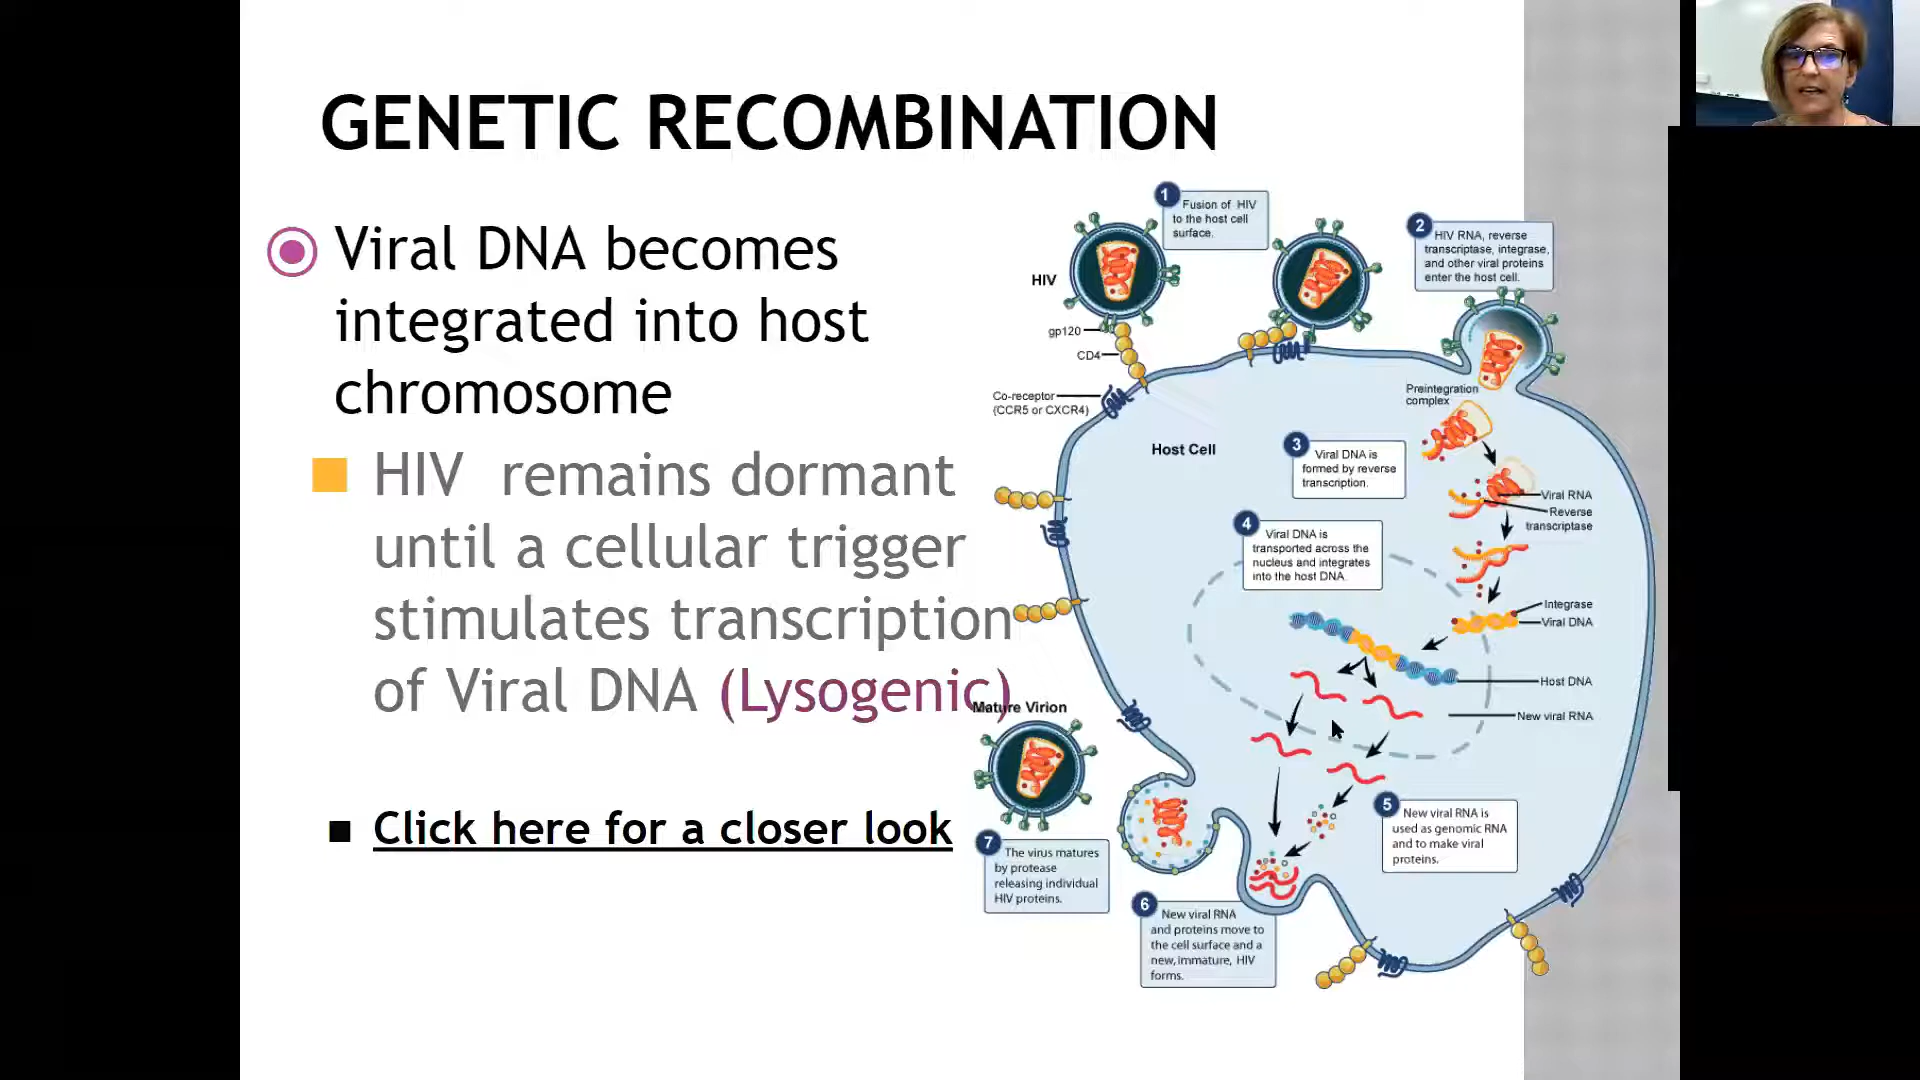 GENETIC RECOMBINATION
Viral DNA becomes
integrated into host
chromosome
HIV remains dormant
until a cellular trigger
stimulates transcription
of Viral DNA (Lysogenic)
Click here for a closer look
1
Fusion of HIV
to the host cell
surface.
HIV
gp120
CD4
Co-receptor
(CCR5 or CXCR4)
2
HIV RNA, reverse
transcriptase, integrase,
and other viral proteins
enter the host cell.
Preintegration
complex
Host Cell
3
Viral DNA is
formed by reverse
transcription.
Viral RNA
Reverse
transcriptase
4
Viral DNA is
transported across the
nucleus and integrates
into the host DNA.
Integrase
Viral DNA
Host DNA
New viral RNA
5
New viral RNA is
used as genomic RNA
and to make viral
proteins.
6
New viral RNA
and proteins move to
the cell surface and a
new, immature, HIV
forms.
Mature Virion
7
The virus matures
by protease
releasing individual
HIV proteins.